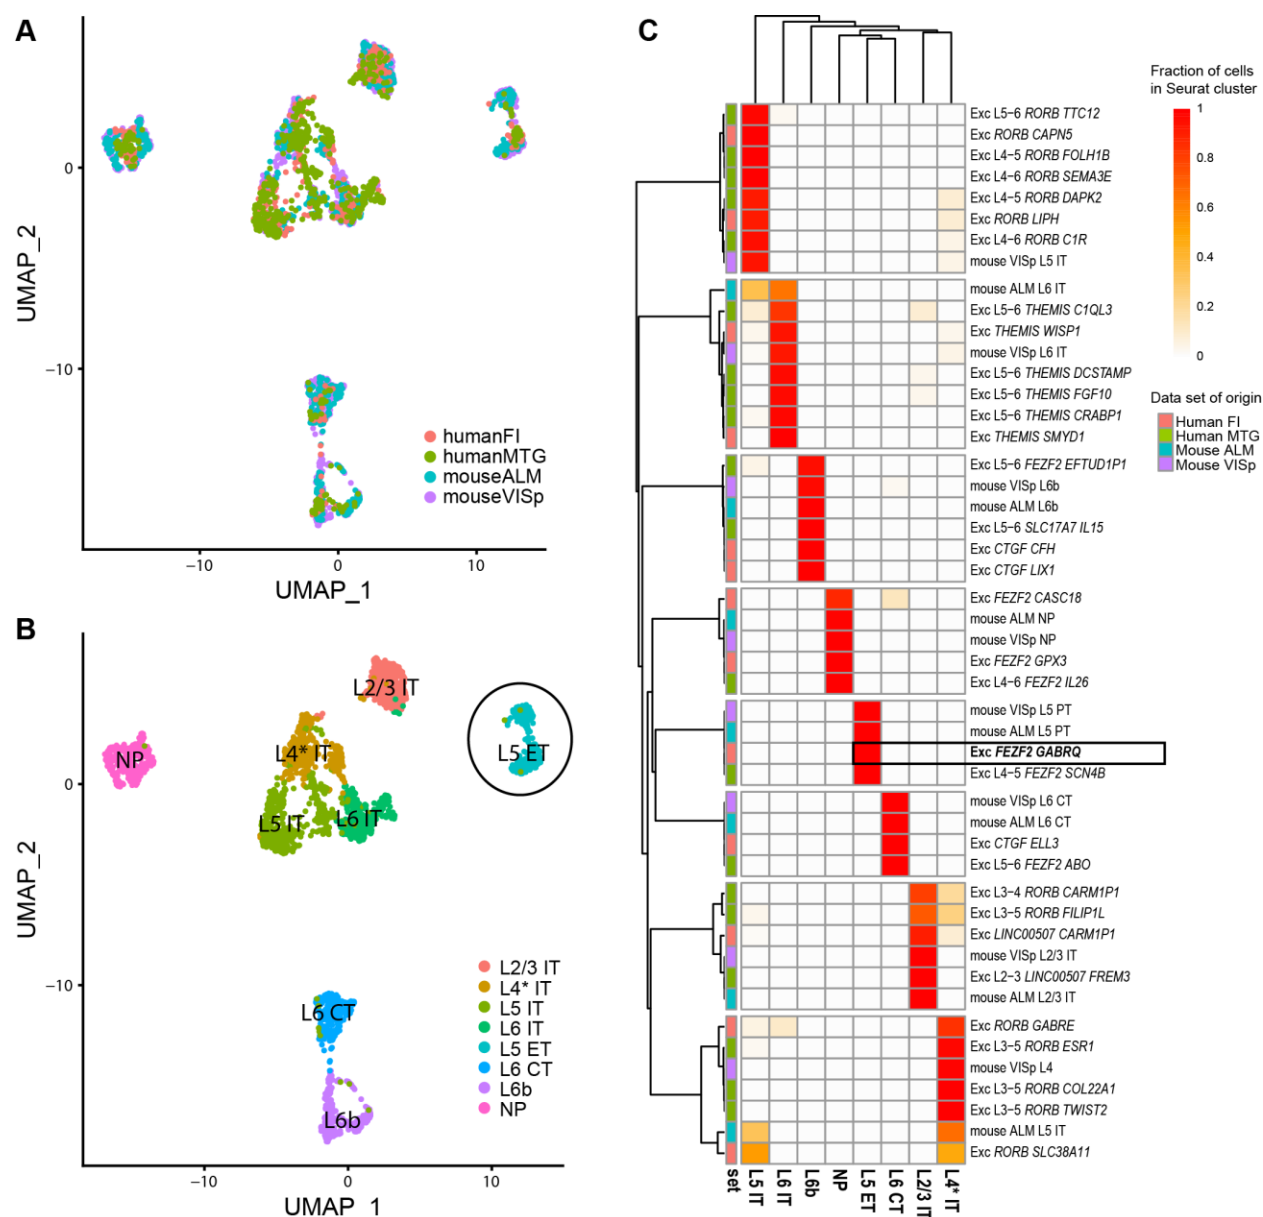 A
UMAP_2
0
−10
−10
0
10
UMAP_1
humanFI
humanMTG
mouseALM
mouseVISp
B
UMAP_2
0
−10
−10
0
10
UMAP_1
L2/3 IT
L4* IT
L5 IT
L6 IT
NP
L5 ET
L6 CT
L6b
L2/3 IT
L4* IT
L5 IT
L6 IT
L5 ET
L6 CT
L6b
NP
C
Exc L5−6 RORB TTC12
Exc RORB CAPN5
Exc L4−5 RORB FOLH1B
Exc L4−6 RORB SEMA3E
Exc L4−5 RORB DAPK2
Exc RORB LIPH
Exc L4−6 RORB C1R
mouse VISp L5 IT
mouse ALM L6 IT
Exc L5−6 THEMIS C1QL3
Exc THEMIS WISP1
mouse VISp L6 IT
Exc L5−6 THEMIS DCSTAMP
Exc L5−6 THEMIS FGF10
Exc L5−6 THEMIS CRABP1
Exc THEMIS SMYD1
Exc L5−6 FEZF2 EFTUD1P1
mouse VISp L6b
mouse ALM L6b
Exc L5−6 SLC17A7 IL15
Exc CTGF CFH
Exc CTGF LIX1
Exc FEZF2 CASC18
mouse ALM NP
mouse VISp NP
Exc FEZF2 GPX3
Exc L4−6 FEZF2 IL26
mouse VISp L5 PT
mouse ALM L5 PT
Exc FEZF2 GABRQ
Exc L4−5 FEZF2 SCN4B
mouse VISp L6 CT
mouse ALM L6 CT
Exc CTGF ELL3
Exc L5−6 FEZF2 ABO
Exc L3−4 RORB CARM1P1
Exc L3−5 RORB FILIP1L
Exc LINC00507 CARM1P1
mouse VISp L2/3 IT
Exc L2−3 LINC00507 FREM3
mouse ALM L2/3 IT
Exc RORB GABRE
Exc L3−5 RORB ESR1
mouse VISp L4
Exc L3−5 RORB COL22A1
Exc L3−5 RORB TWIST2
mouse ALM L5 IT
Exc RORB SLC38A11
set
L5 IT
L6 IT
L6b
NP
L5 ET
L6 CT
L2/3 IT
L4* IT
Fraction of cells
in Seurat cluster
1
0.8
0.6
0.4
0.2
0
Data set of origin
Human FI
Human MTG
Mouse ALM
Mouse VISp